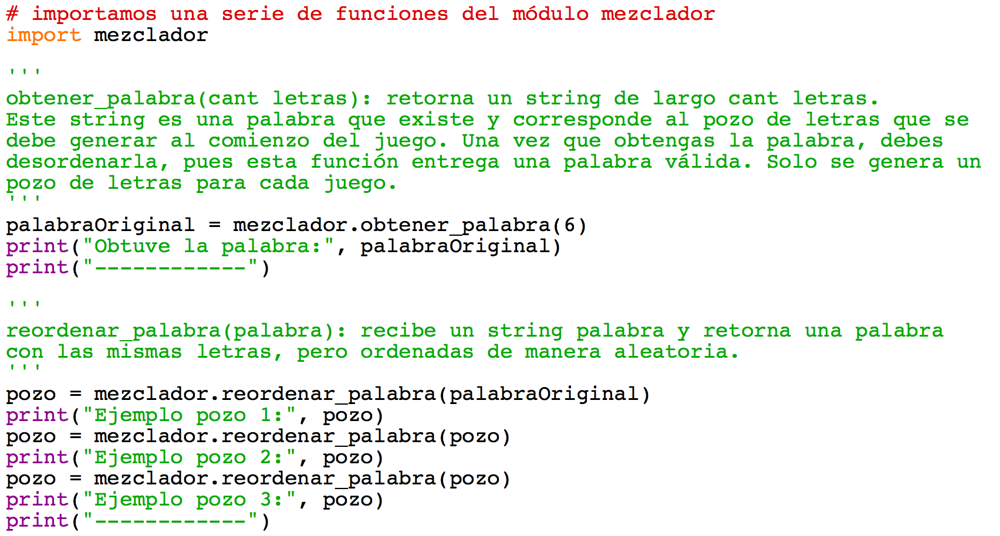 # importamos una serie de funciones del módulo mezclador
import mezclador
'''
obtener_palabra(cant letras): retorna un string de largo cant letras.
Este string es una palabra que existe y corresponde al pozo de letras que se
debe generar al comienzo del juego. Una vez que obtengas la palabra, debes
desordenarla, pues esta función entrega una palabra válida. Solo se genera un
pozo de letras para cada juego.
'''
palabraOriginal = mezclador.obtener_palabra(6)
print("Obtuve la palabra:", palabraOriginal)
print("------------")
'''
reordenar_palabra(palabra): recibe un string palabra y retorna una palabra
con las mismas letras, pero ordenadas de manera aleatoria.
'''
pozo = mezclador.reordenar_palabra(palabraOriginal)
print("Ejemplo pozo 1:", pozo)
pozo = mezclador.reordenar_palabra(pozo)
print("Ejemplo pozo 2:", pozo)
pozo = mezclador.reordenar_palabra(pozo)
print("Ejemplo pozo 3:", pozo)
print("------------")